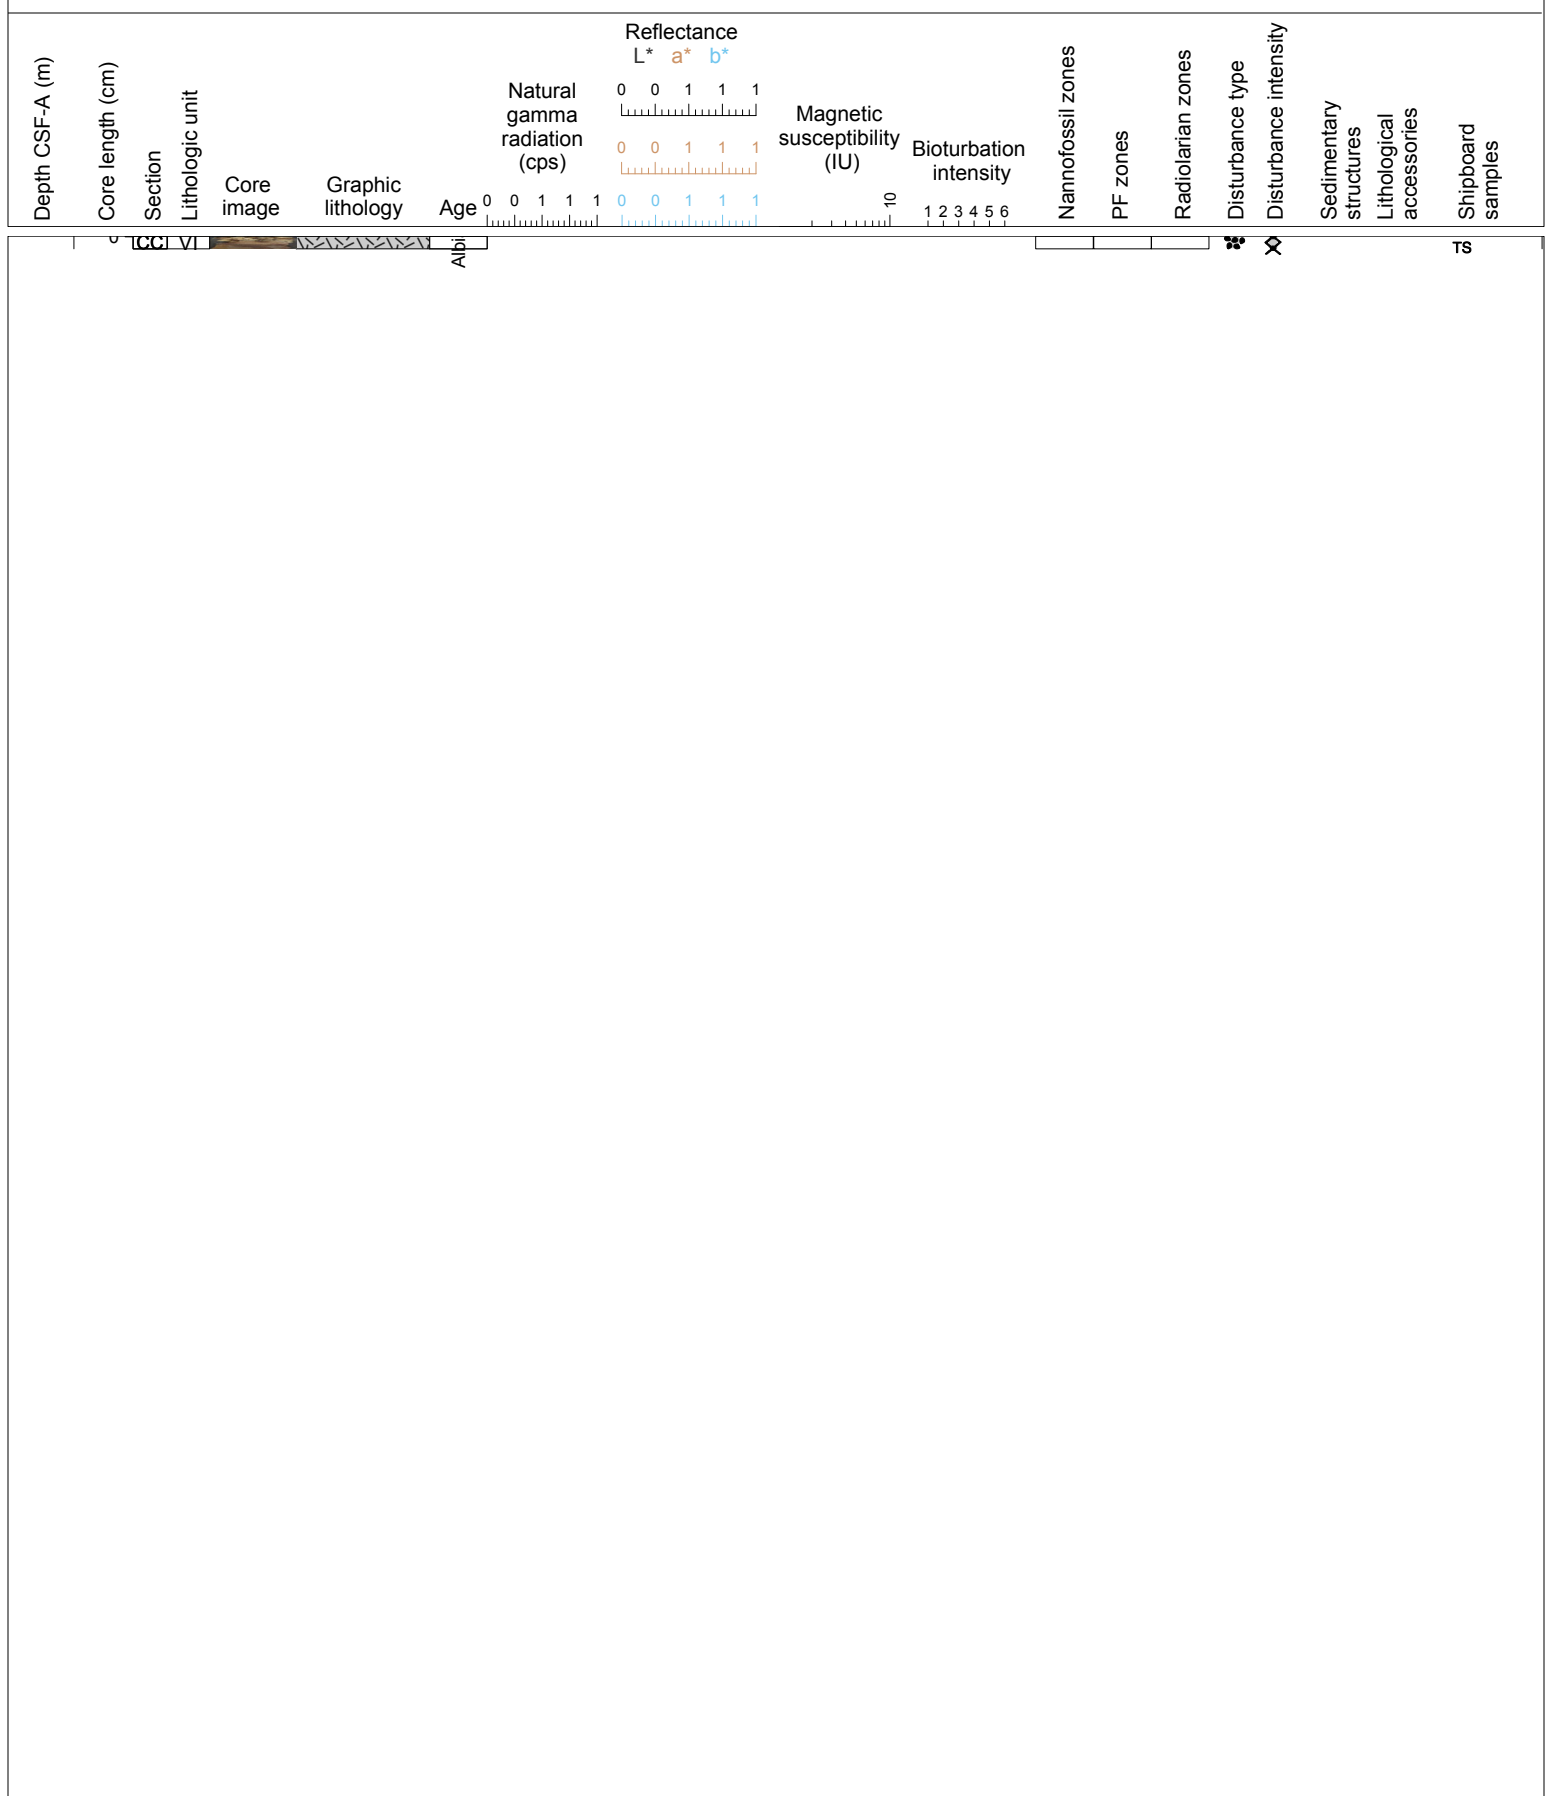 Depth CSF-A (m)
Core length (cm)
Section
Lithologic unit
Core
image
Graphic
lithology
Age
Natural
gamma
radiation
(cps)
0 0 1 1 1
Reflectance
L* a* b*
0 0 1 1 1
0 0 1 1 1
0 0 1 1 1
Magnetic
susceptibility
(IU)
10
Bioturbation
intensity
1 2 3 4 5 6
Nannofossil zones
PF zones
Radiolarian zones
Disturbance type
Disturbance intensity
Sedimentary
structures
Lithological
accessories
Shipboard
samples
0
CC
VI
Albi
TS